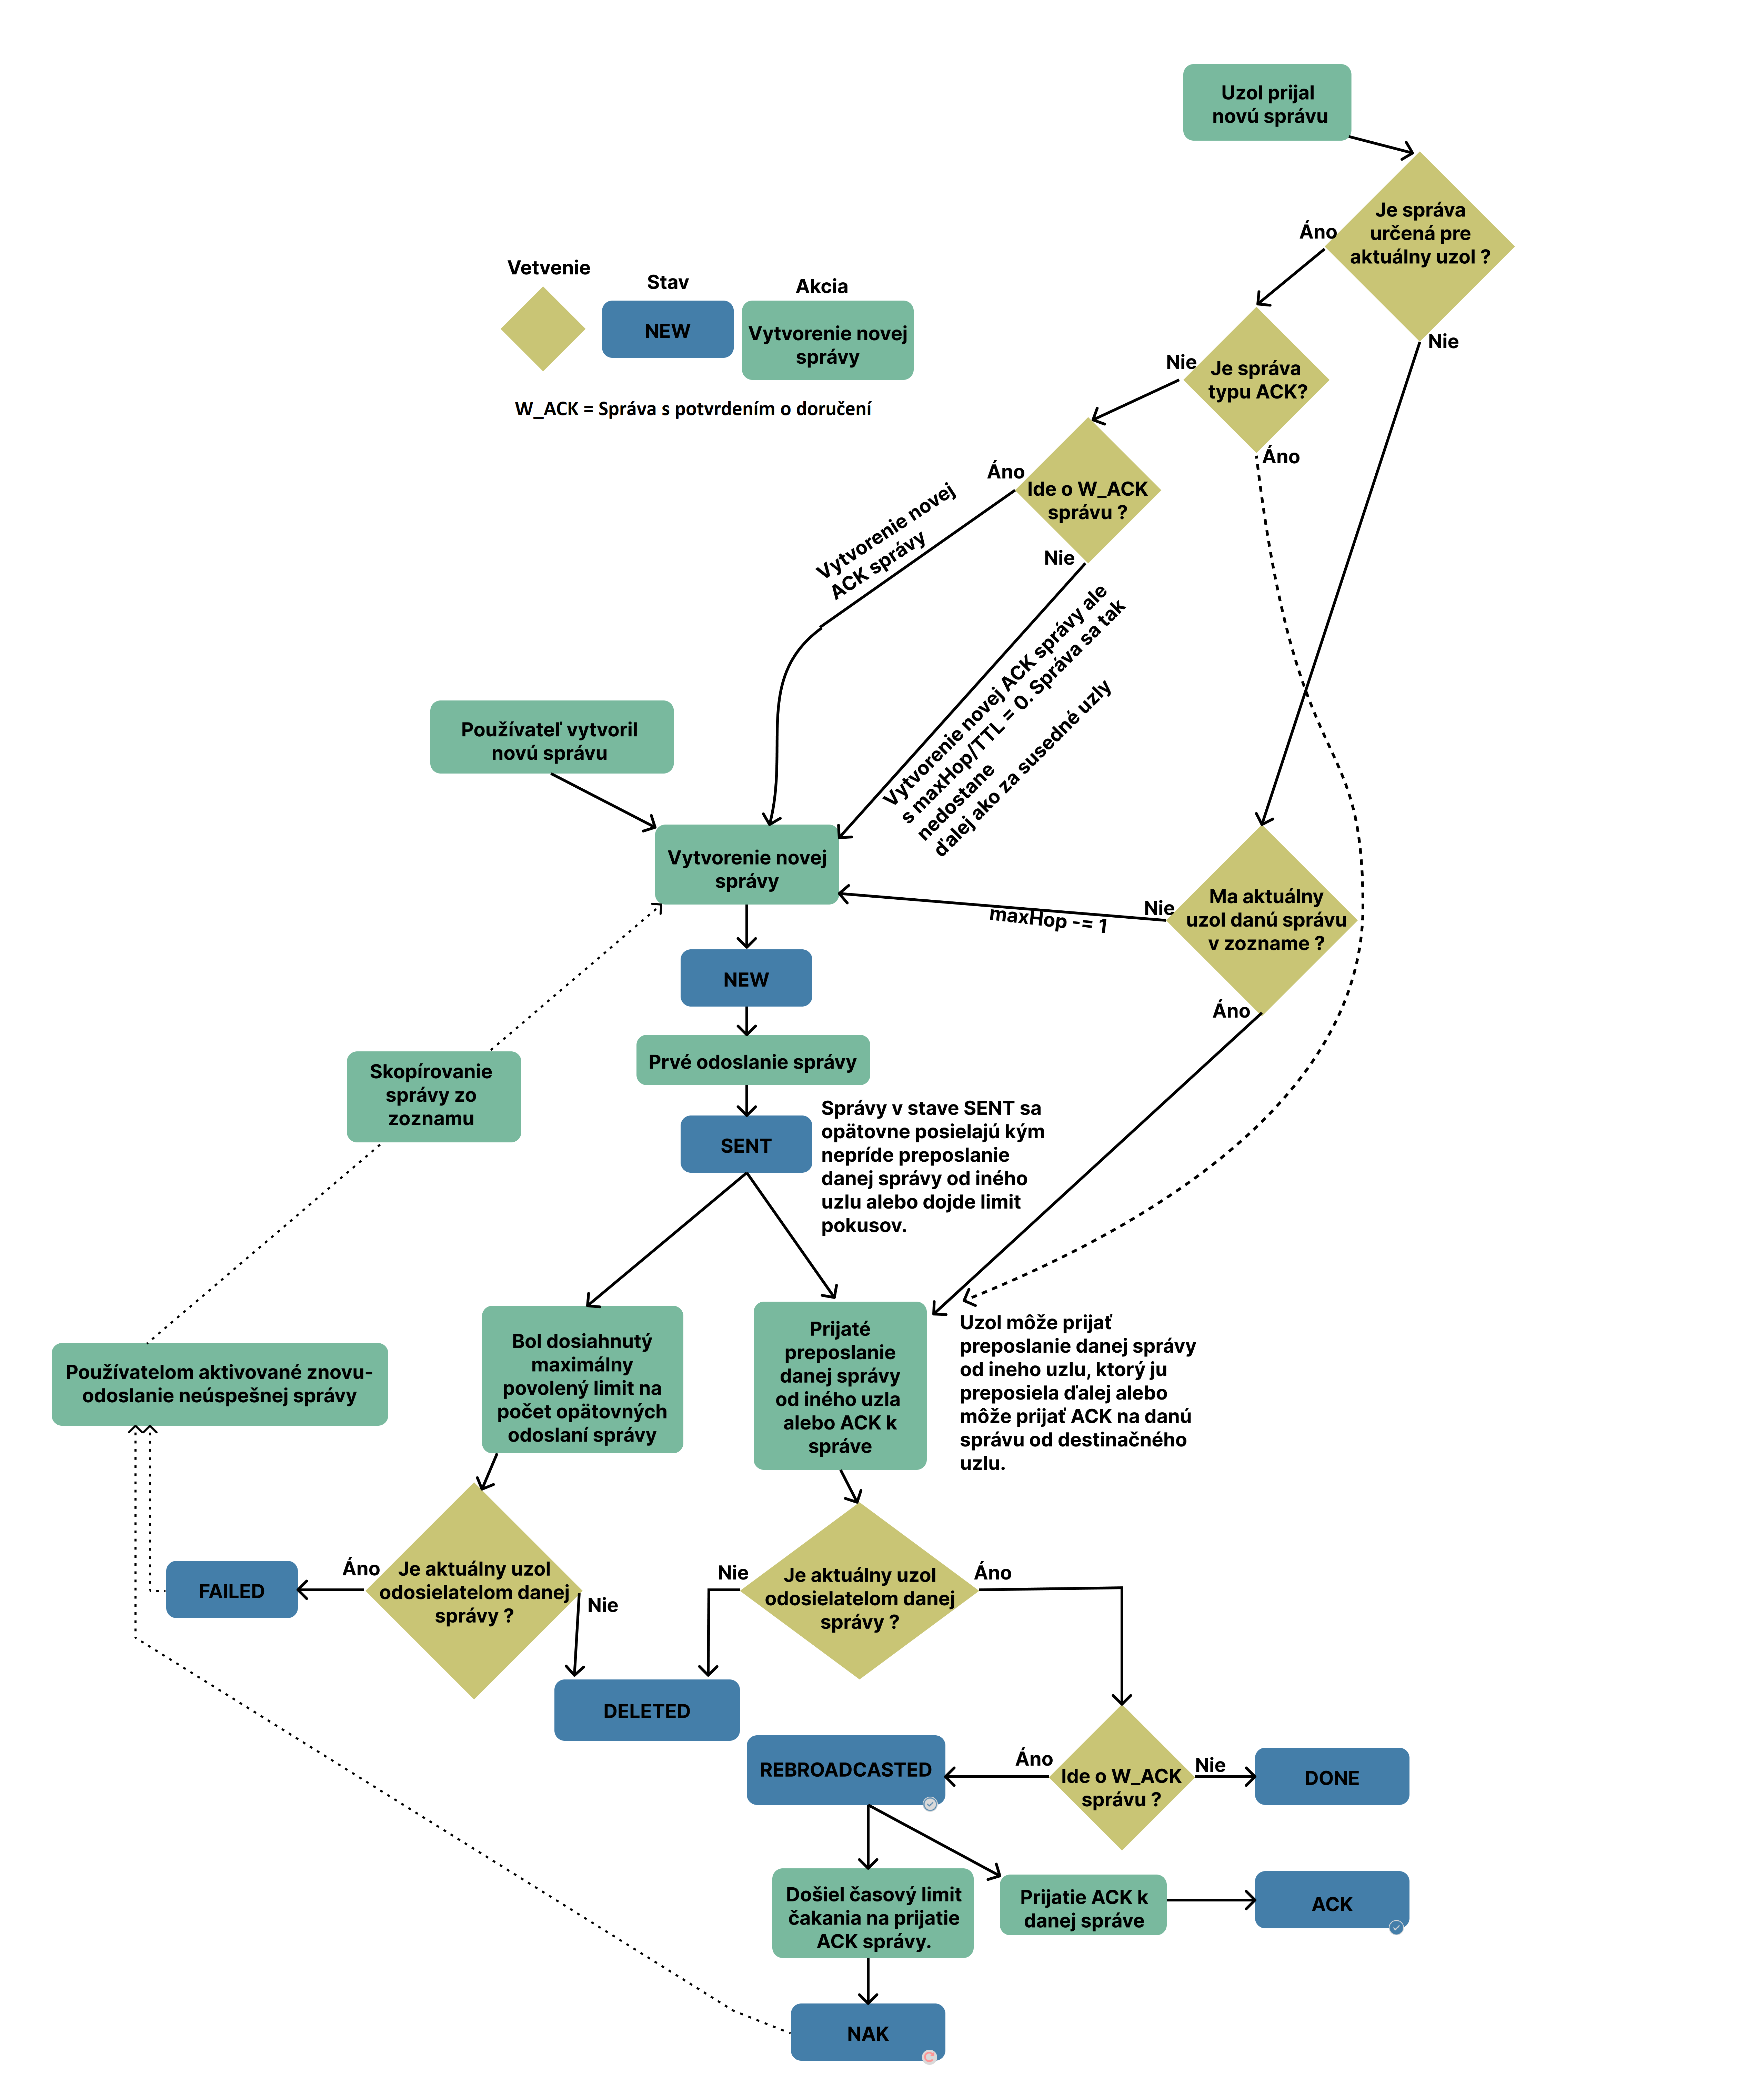 Uzol prijal
novú správu
Je správa
určená pre
aktuálny uzol ?
Áno
Nie
Vetvenie
Stav
Akcia
NEW
Vytvorenie novej
správy
W_ACK = Správa s potvrdením o doručení
Je správa
typu ACK?
Nie
Áno
Ide o W_ACK
správu ?
Áno
Nie
Vytvorenie novej
ACK správy
Vytvorenie novej ACK správy ale
s maxHop/TTL = 0. Správa sa tak
nedostane
ďalej ako za susedné uzly
Používateľ vytvoril
novú správu
Vytvorenie novej
správy
Ma aktuálny
uzol danú správu
v zozname ?
Nie
maxHop -= 1
Áno
NEW
Prvé odoslanie správy
Skopírovanie
správy zo
zoznamu
SENT
Správy v stave SENT sa
opätovne posielajú kým
nepríde preposlanie
danej správy od iného
uzlu alebo dojde limit
pokusov.
Používatelom aktivované znovu-
odoslanie neúspešnej správy
Bol dosiahnutý
maximálny
povolený limit na
počet opätovných
odoslaní správy
Prijaté
preposlanie
danej správy
od iného uzla
alebo ACK k
správe
Uzol môže prijať
preposlanie danej správy
od ineho uzlu, ktorý ju
preposiela ďalej alebo
môže prijať ACK na danú
správu od destinačného
uzlu.
FAILED
Áno
Je aktuálny uzol
odosielatelom danej
správy ?
Nie
Nie
Je aktuálny uzol
odosielatelom danej
správy ?
Áno
DELETED
REBROADCASTED
Áno
Ide o W_ACK
správu ?
Nie
DONE
Došiel časový limit
čakania na prijatie
ACK správy.
Prijatie ACK k
danej správe
ACK
NAK